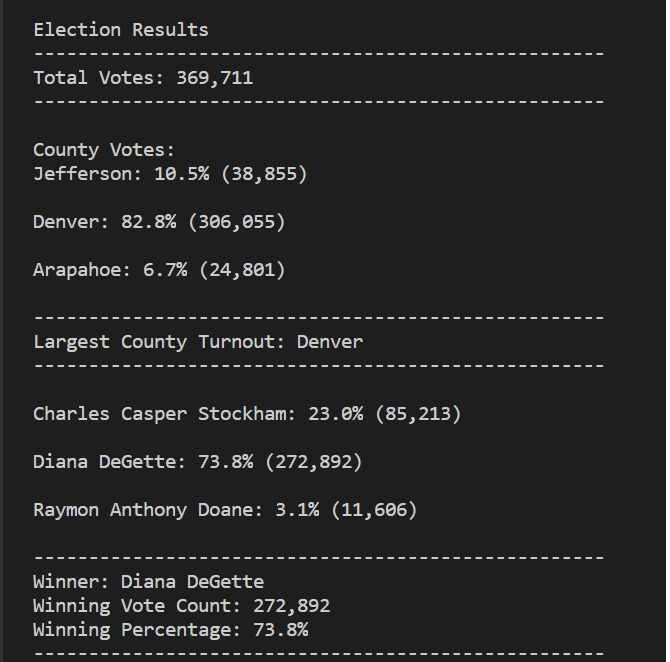 Election Results
----------------------------------------------------
Total Votes: 369,711
----------------------------------------------------
County Votes:
Jefferson: 10.5% (38,855)
Denver: 82.8% (306,055)
Arapahoe: 6.7% (24,801)
----------------------------------------------------
Largest County Turnout: Denver
----------------------------------------------------
Charles Casper Stockham: 23.0% (85,213)
Diana DeGette: 73.8% (272,892)
Raymon Anthony Doane: 3.1% (11,606)
----------------------------------------------------
Winner: Diana DeGette
Winning Vote Count: 272,892
Winning Percentage: 73.8%
----------------------------------------------------